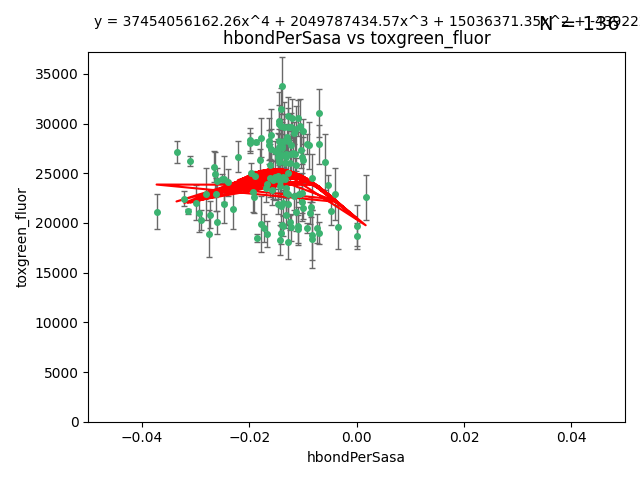 y = 37454056162.26x^4 + 2049787434.57x^3 + 15036371.35x^2 +
N = 136
hbondPerSasa vs toxgreen_fluor
35000
30000
25000
20000
15000
10000
5000
0
toxgreen_fluor
−0.04 −0.02 0.00 0.02 0.04
hbondPerSasa